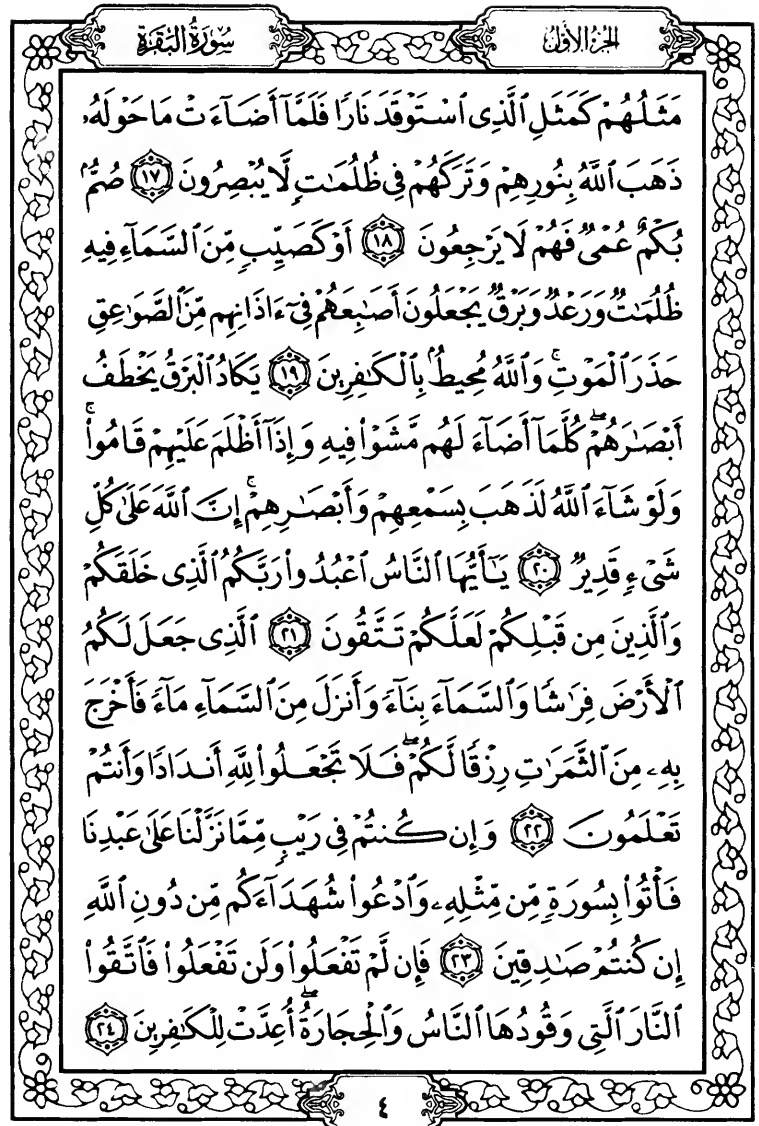 الجزء الأول
سورة البقرة
مَثَلُهُمْ كَمَثَلِ ٱلَّذِى ٱسْتَوْقَدَ نَارًا فَلَمَّآ أَضَآءَتْ مَا حَوْلَهُۥ
ذَهَبَ ٱللَّهُ بِنُورِهِمْ وَتَرَكَهُمْ فِى ظُلُمَٰتٍ لَّا يُبْصِرُونَ ١٧ صُمٌّۢ
بُكْمٌ عُمْىٌ فَهُمْ لَا يَرْجِعُونَ ١٨ أَوْ كَصَيِّبٍ مِّنَ ٱلسَّمَآءِ فِيهِ
ظُلُمَٰتٌ وَرَعْدٌ وَبَرْقٌ يَجْعَلُونَ أَصَٰبِعَهُمْ فِىٓ ءَاذَانِهِم مِّنَ ٱلصَّوَٰعِقِ
حَذَرَ ٱلْمَوْتِ ۚ وَٱللَّهُ مُحِيطٌۢ بِٱلْكَٰفِرِينَ ١٩ يَكَادُ ٱلْبَرْقُ يَخْطَفُ
أَبْصَٰرَهُمْ ۖ كُلَّمَآ أَضَآءَ لَهُم مَّشَوْا۟ فِيهِ وَإِذَآ أَظْلَمَ عَلَيْهِمْ قَامُوا۟ ۚ
وَلَوْ شَآءَ ٱللَّهُ لَذَهَبَ بِسَمْعِهِمْ وَأَبْصَٰرِهِمْ ۚ إِنَّ ٱللَّهَ عَلَىٰ كُلِّ
شَىْءٍ قَدِيرٌ ٢٠ يَٰٓأَيُّهَا ٱلنَّاسُ ٱعْبُدُوا۟ رَبَّكُمُ ٱلَّذِى خَلَقَكُمْ
وَٱلَّذِينَ مِن قَبْلِكُمْ لَعَلَّكُمْ تَتَّقُونَ ٢١ ٱلَّذِى جَعَلَ لَكُمُ
ٱلْأَرْضَ فِرَٰشًا وَٱلسَّمَآءَ بِنَآءً وَأَنزَلَ مِنَ ٱلسَّمَآءِ مَآءً فَأَخْرَجَ
بِهِۦ مِنَ ٱلثَّمَرَٰتِ رِزْقًا لَّكُمْ ۖ فَلَا تَجْعَلُوا۟ لِلَّهِ أَندَادًا وَأَنتُمْ
تَعْلَمُونَ ٢٢ وَإِن كُنتُمْ فِى رَيْبٍ مِّمَّا نَزَّلْنَا عَلَىٰ عَبْدِنَا
فَأْتُوا۟ بِسُورَةٍ مِّن مِّثْلِهِۦ وَٱدْعُوا۟ شُهَدَآءَكُم مِّن دُونِ ٱللَّهِ
إِن كُنتُمْ صَٰدِقِينَ ٢٣ فَإِن لَّمْ تَفْعَلُوا۟ وَلَن تَفْعَلُوا۟ فَٱتَّقُوا۟
ٱلنَّارَ ٱلَّتِى وَقُودُهَا ٱلنَّاسُ وَٱلْحِجَارَةُ ۖ أُعِدَّتْ لِلْكَٰفِرِينَ ٢٤
٤